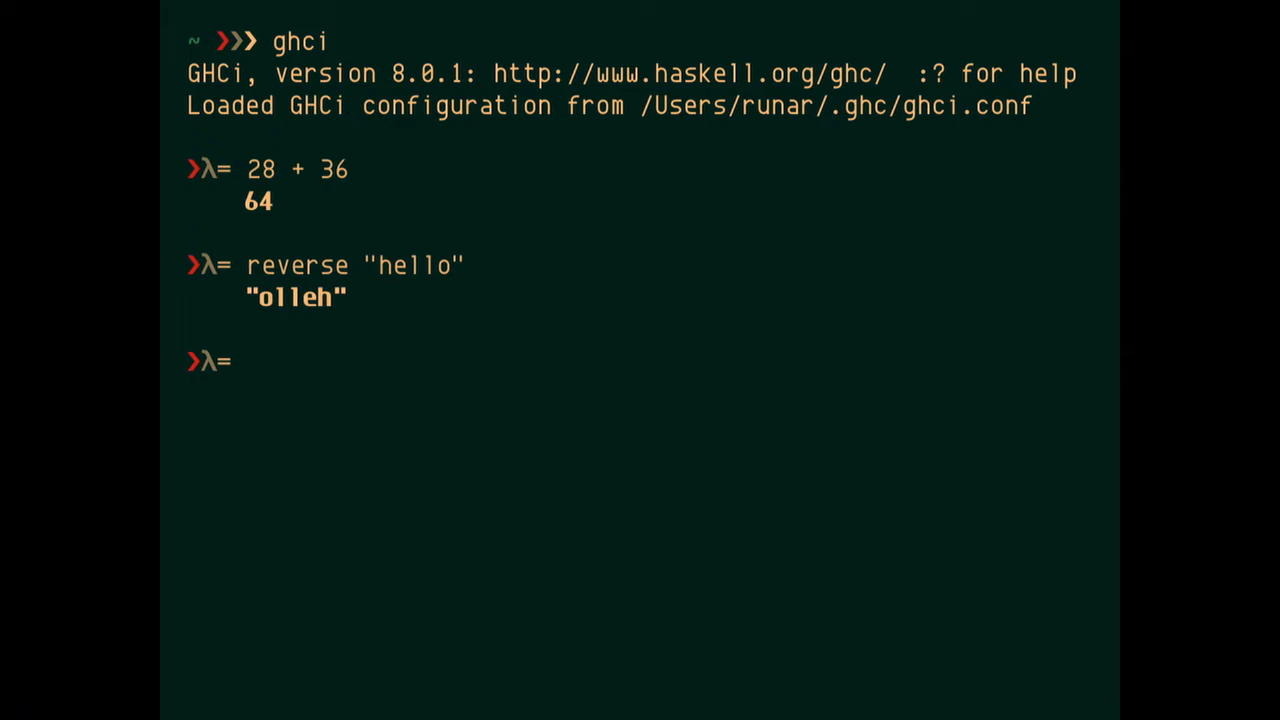 ~ ❯❯❯ ghci
GHCi, version 8.0.1: http://www.haskell.org/ghc/  :? for help
Loaded GHCi configuration from /Users/runar/.ghc/ghci.conf
❯λ= 28 + 36
64
❯λ= reverse "hello"
"olleh"
❯λ=